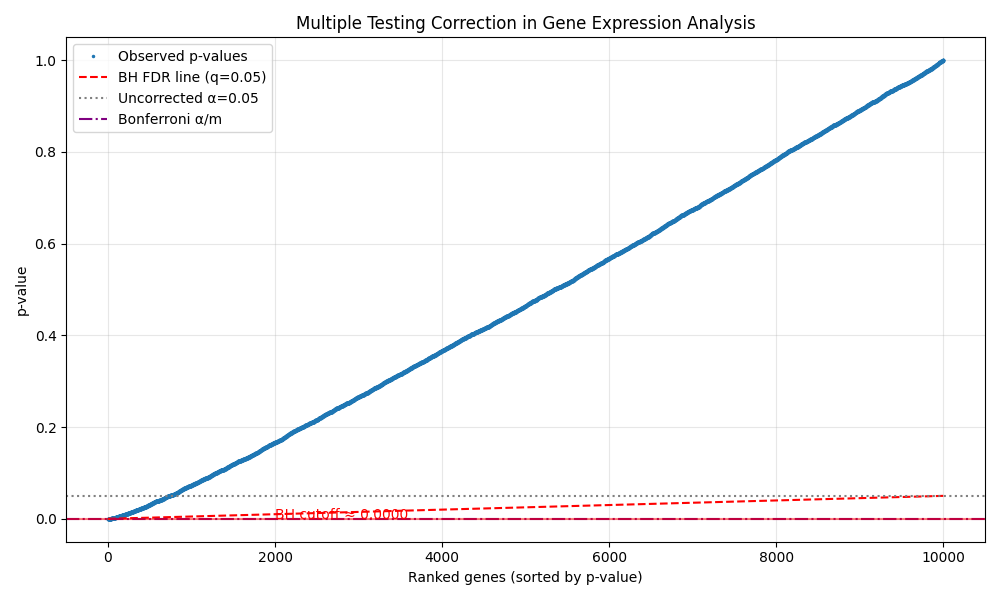 Multiple Testing Correction in Gene Expression Analysis
Observed p-values
BH FDR line (q=0.05)
Uncorrected α=0.05
Bonferroni α/m
p-value
1.0
0.8
0.6
0.4
0.2
0.0
BH cutoff ≈ 0.0000
0
2000
4000
6000
8000
10000
Ranked genes (sorted by p-value)